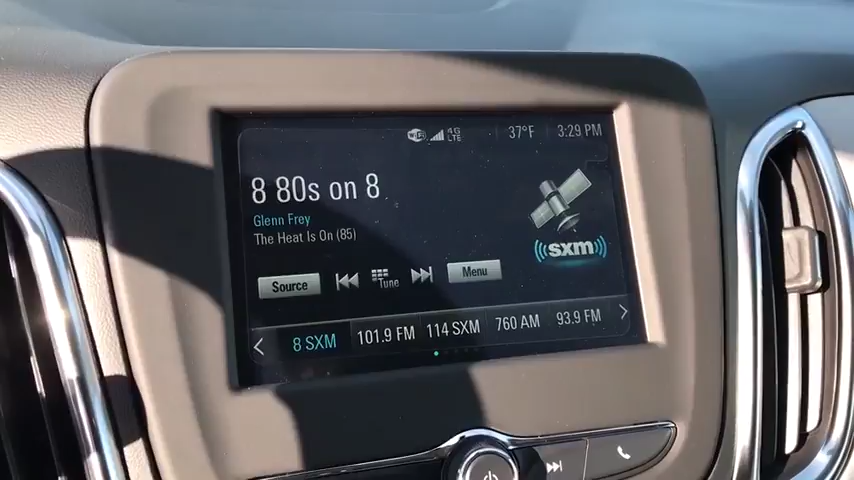 WiFi 4G LTE 37°F 3:29 PM
8 80s on 8
Glenn Frey
The Heat Is On (85)
((sxm))
Source Tune Menu
8 SXM 101.9 FM 114 SXM 760 AM 93.9 FM